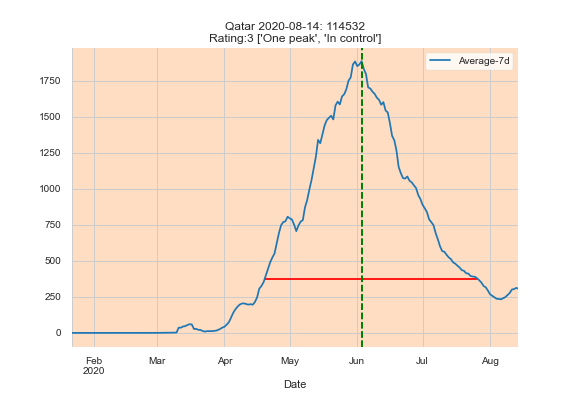 Qatar 2020-08-14: 114532
Rating:3 ['One peak', 'In control']
Average-7d
1750
1500
1250
1000
750
500
250
0
Feb
2020
Mar
Apr
May
Jun
Jul
Aug
Date